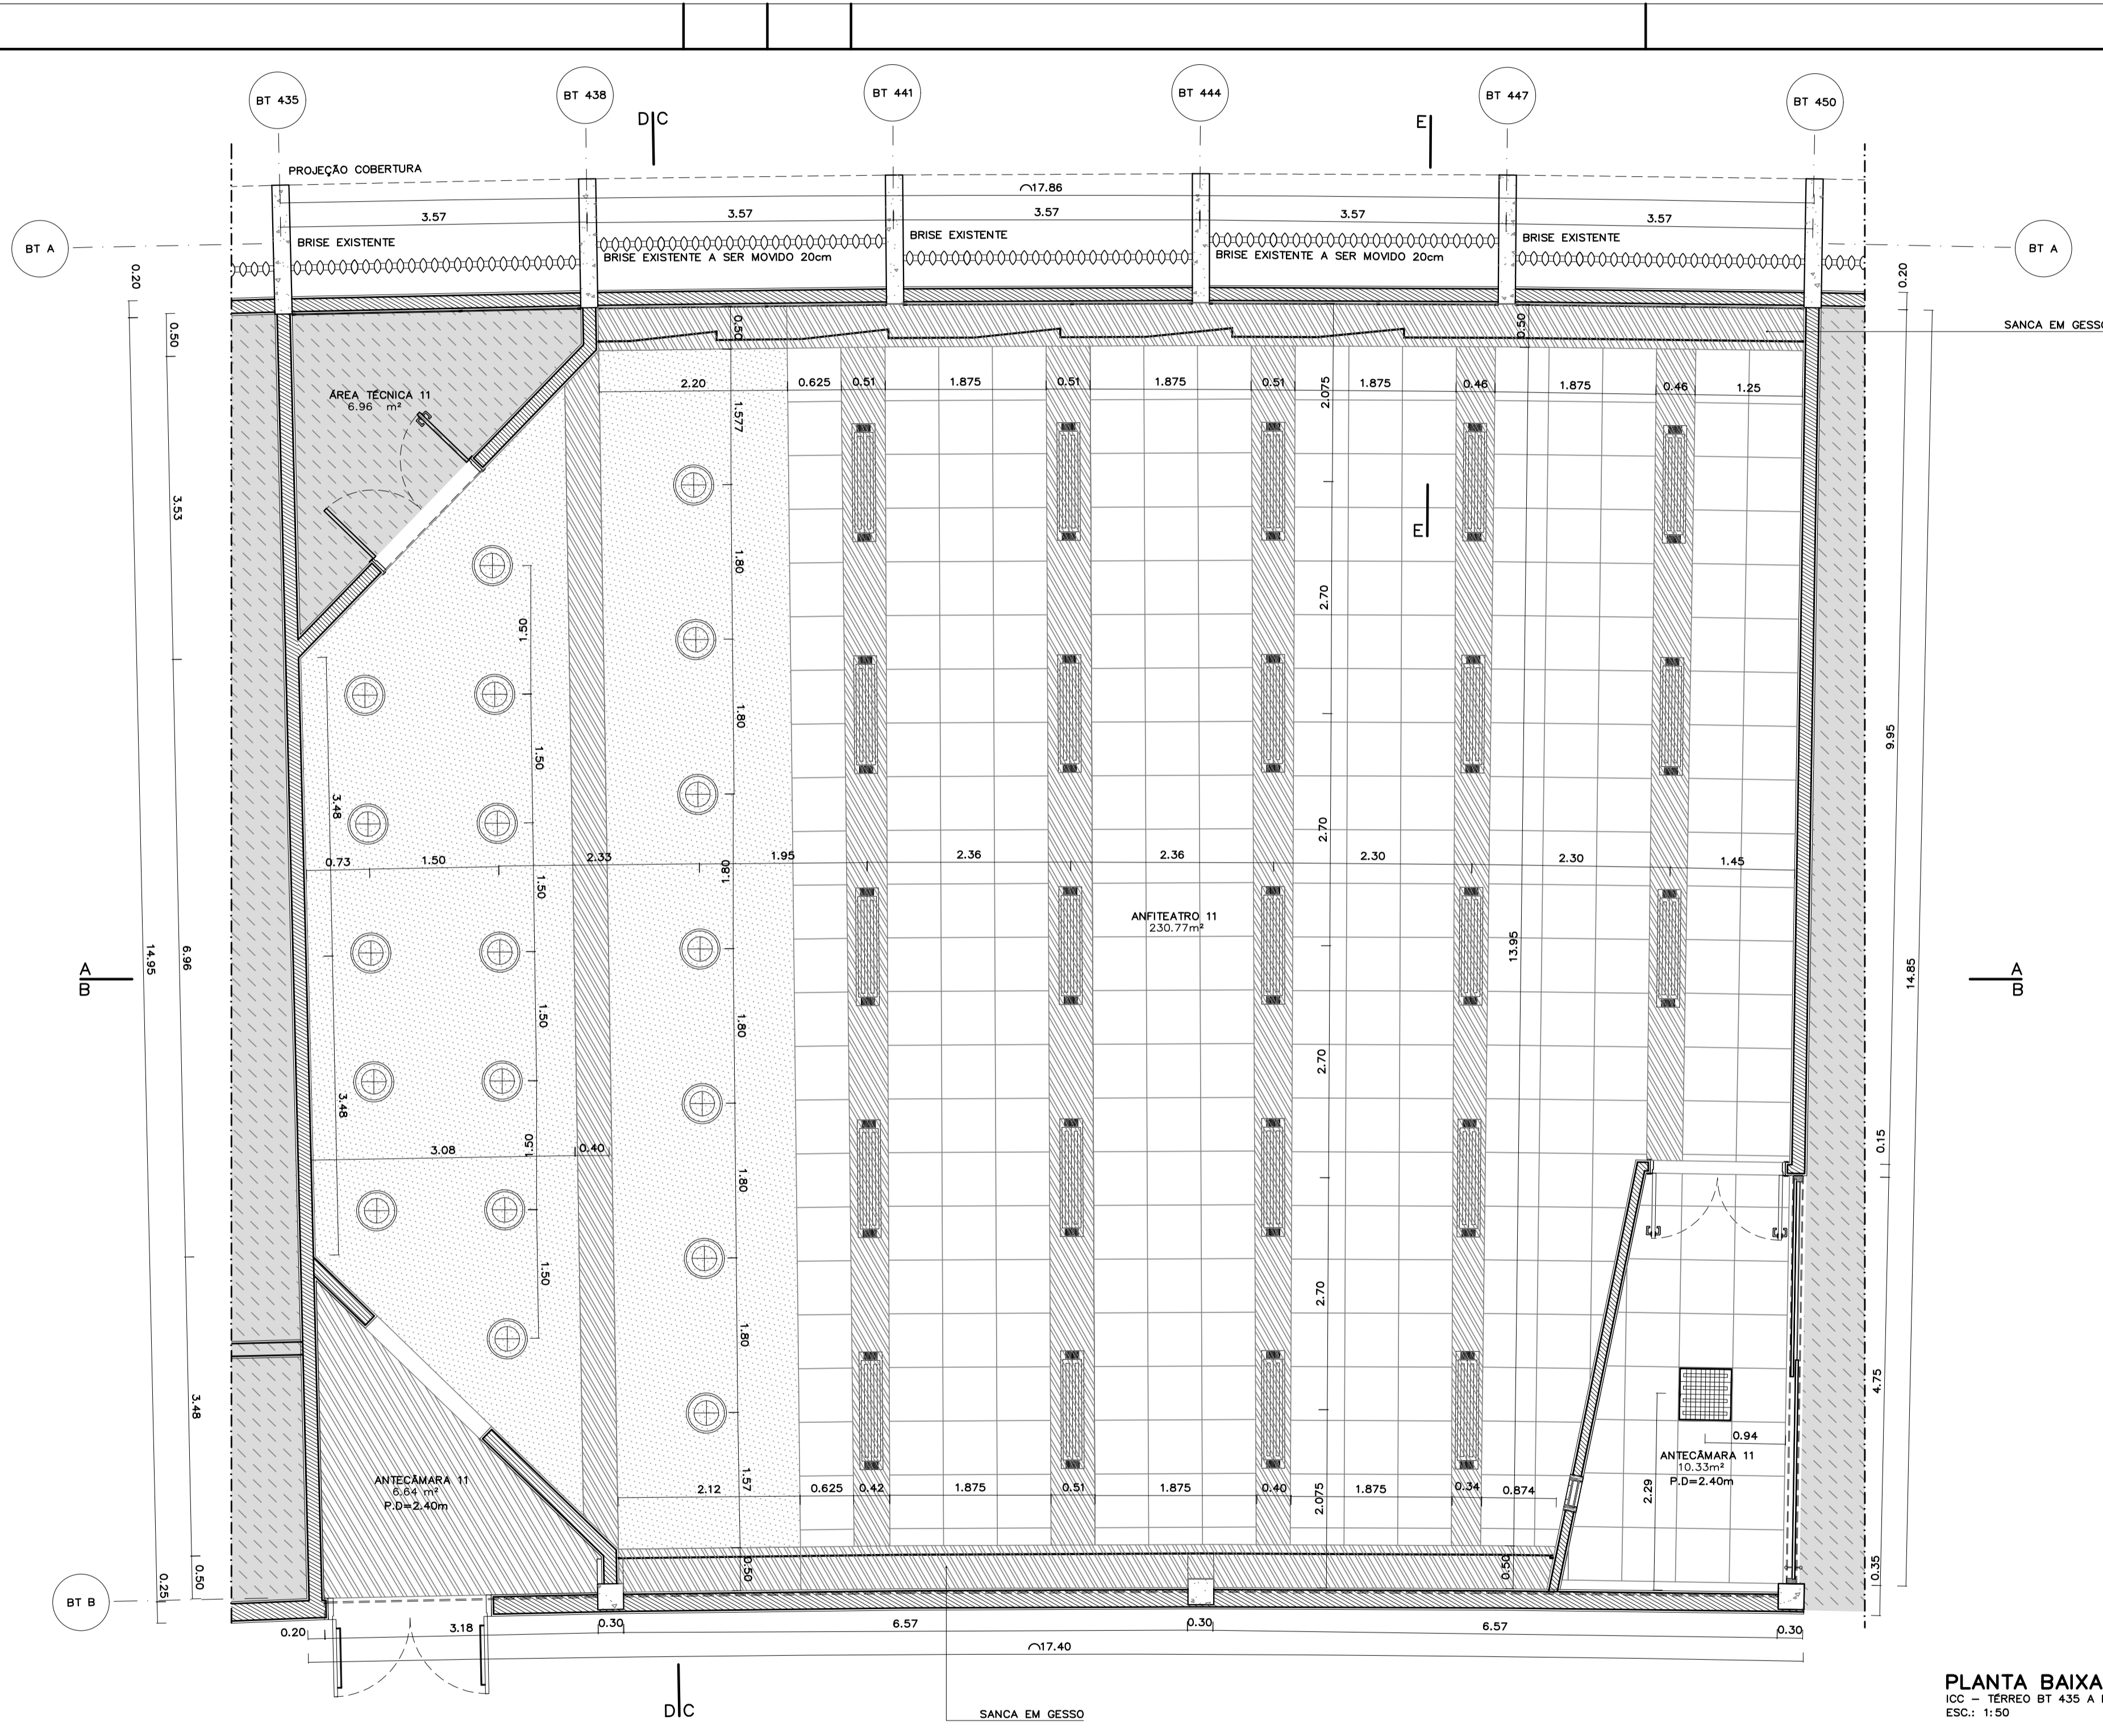 BT 435
BT 438
BT 441
BT 444
BT 447
BT 450
D C
E
PROJEÇÃO COBERTURA
17.86
3.57
3.57
3.57
3.57
3.57
BT A
BRISE EXISTENTE
BRISE EXISTENTE
BRISE EXISTENTE
BT A
BRISE EXISTENTE A SER MOVIDO 20cm
BRISE EXISTENTE A SER MOVIDO 20cm
0.20
0.20
0.50
0.50
0.50
SANCA EM GESSO
2.20
0.625
0.51
1.875
0.51
1.875
0.51
2.075
1.875
0.46
1.875
0.46
1.25
ÁREA TÉCNICA 11
6.96 m²
1.577
3.53
E
1.80
2.70
1.50
1.80
9.95
1.50
3.48
2.70
0.73
1.50
2.33
1.95
2.36
2.36
2.30
2.30
1.45
1.80
1.50
ANFITEATRO 11
230.77m²
14.95
6.96
13.95
14.85
A
B
A
B
1.50
1.80
2.70
3.48
3.08
1.50
0.40
1.80
0.15
1.50
2.70
1.80
4.75
0.94
ANTECÂMARA 11
10.33m²
P.D=2.40m
2.29
3.48
ANTECÂMARA 11
6.64 m²
P.D=2.40m
1.57
2.12
0.625
0.42
1.875
0.51
1.875
0.40
2.075
1.875
0.34
0.874
0.50
0.50
0.50
0.35
0.25
BT B
0.20
3.18
0.30
6.57
0.30
6.57
0.30
17.40
D C
SANCA EM GESSO
PLANTA BAIXA
ICC – TÉRREO BT 435 A
ESC.: 1:50